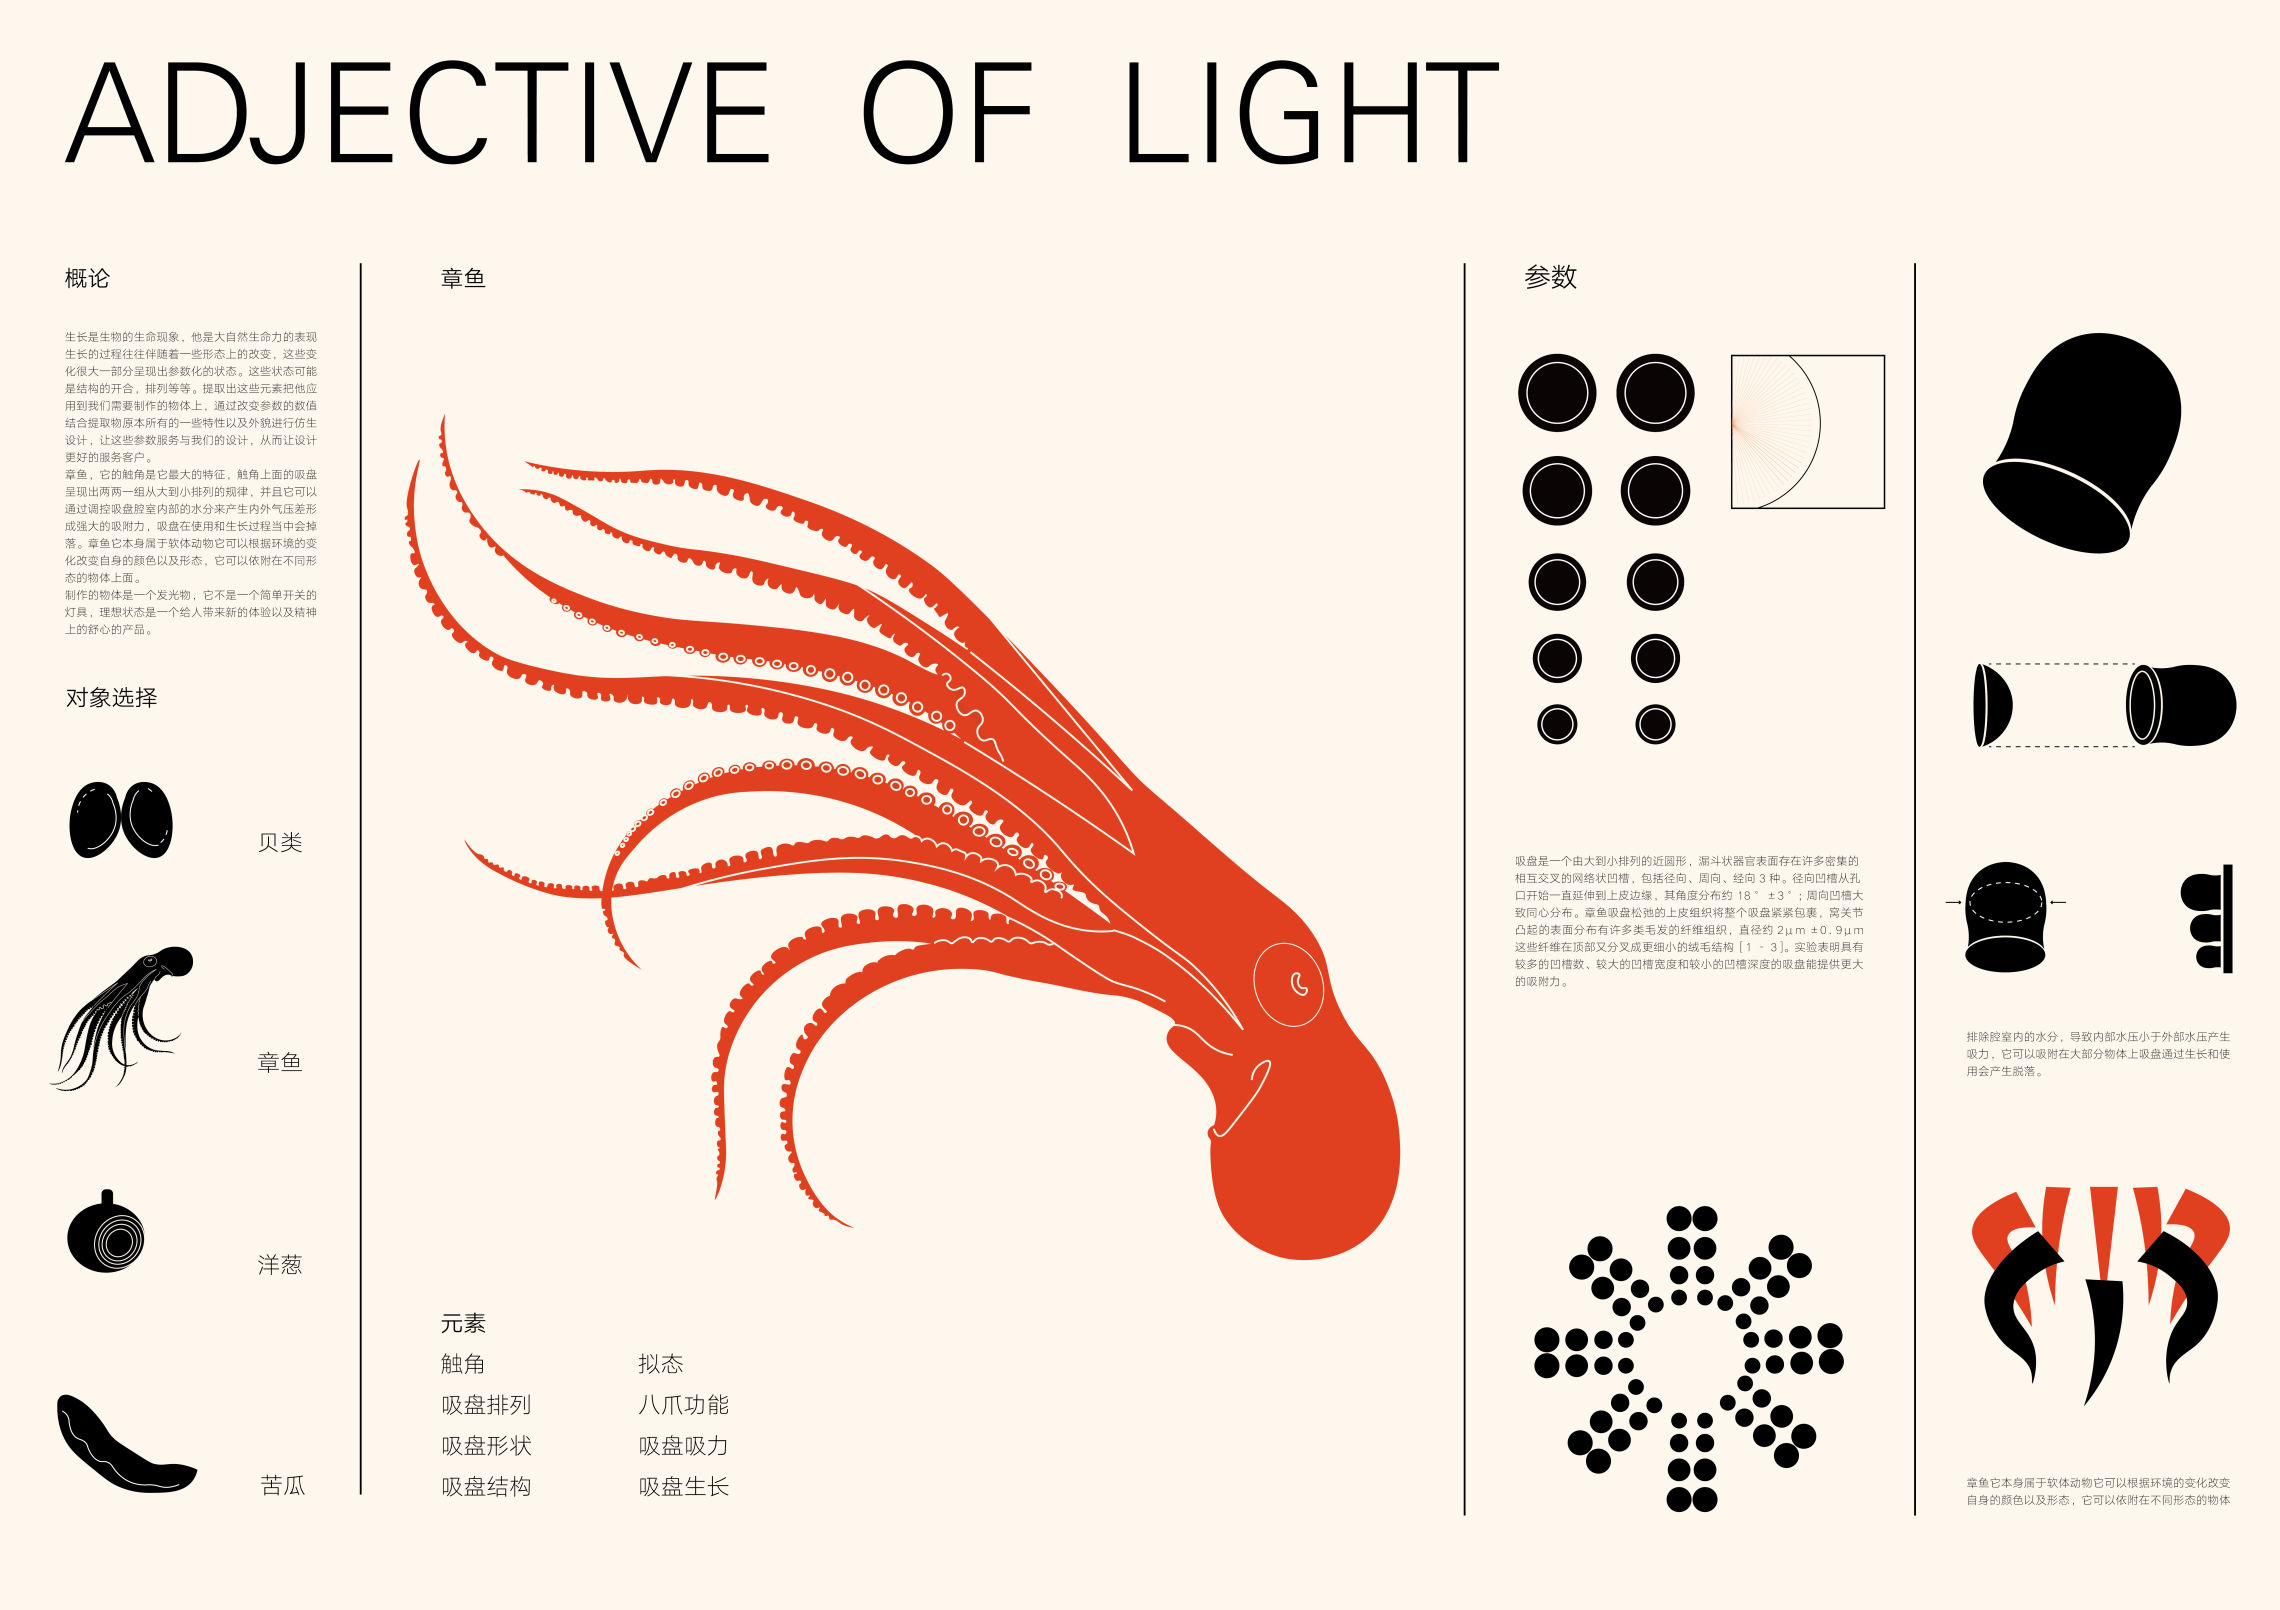 ADJECTIVE OF LIGHT
概论
生长是生物的生命现象，他是大自然生命力的表现
生长的过程往往伴随着一些形态上的改变，这些变
化很大一部分呈现出参数化的状态。这些状态可能
是结构的开合，排列等等。提取出这些元素把他应
用到我们需要制作的物体上，通过改变参数的数值
结合提取物原本所有的一些特性以及外貌进行仿生
设计，让这些参数服务与我们的设计，从而让设计
更好的服务客户。
章鱼，它的触角是它最大的特征，触角上面的吸盘
呈现出两两一组从大到小排列的规律，并且它可以
通过调控吸盘腔室内部的水分来产生内外气压差形
成强大的吸附力，吸盘在使用和生长过程当中会掉
落。章鱼它本身属于软体动物它可以根据环境的变
化改变自身的颜色以及形态，它可以依附在不同形
态的物体上面。
制作的物体是一个发光物，它不是一个简单开关的
灯具，理想状态是一个给人带来新的体验以及精神
上的舒心的产品。
对象选择
贝类
章鱼
洋葱
苦瓜
章鱼
元素
触角
拟态
吸盘排列
八爪功能
吸盘形状
吸盘吸力
吸盘结构
吸盘生长
参数
吸盘是一个由大到小排列的近圆形，漏斗状器官表面存在许多密集的
相互交叉的网络状凹槽，包括径向、周向、经向 3 种。径向凹槽从孔
口开始一直延伸到上皮边缘，其角度分布约 18 ° ±3 °；周向凹槽大
致同心分布。章鱼吸盘松弛的上皮组织将整个吸盘紧紧包裹，窝关节
凸起的表面分布有许多类毛发的纤维组织，直径约 2μm ±0.9μm
这些纤维在顶部又分叉成更细小的绒毛结构 [1 - 3]。实验表明具有
较多的凹槽数、较大的凹槽宽度和较小的凹槽深度的吸盘能提供更大
的吸附力。
排除腔室内的水分，导致内部水压小于外部水压产生
吸力，它可以吸附在大部分物体上吸盘通过生长和使
用会产生脱落。
章鱼它本身属于软体动物它可以根据环境的变化改变
自身的颜色以及形态，它可以依附在不同形态的物体